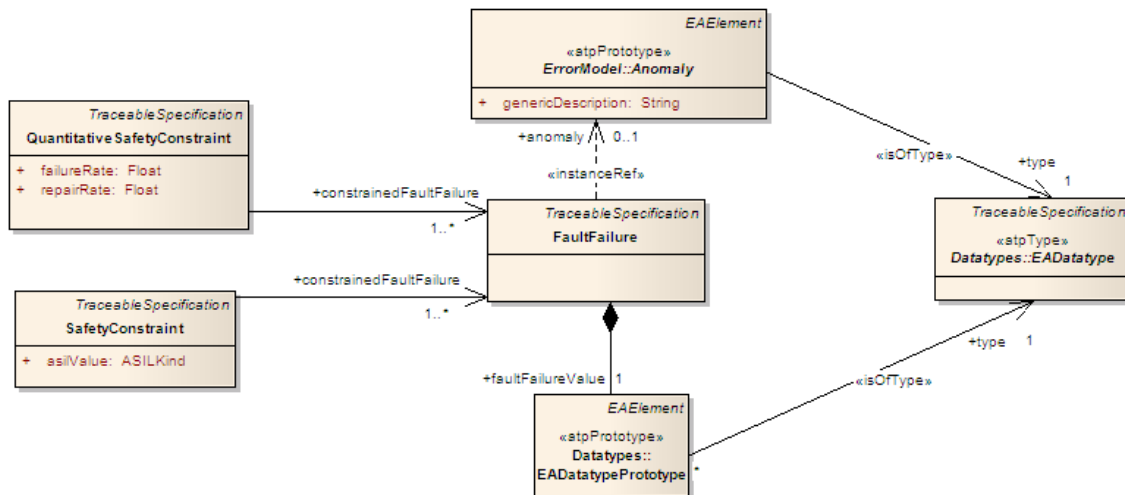 EAElement
«atpPrototype»
ErrorModel::Anomaly
+ genericDescription: String
TraceableSpecification
QuantitativeSafetyConstraint
+ failureRate: Float
+ repairRate: Float
+anomaly 0..1
«instanceRef»
«isOfType»
+type
1
+constrainedFaultFailure
1..*
TraceableSpecification
FaultFailure
TraceableSpecification
«atpType»
Datatypes::EADatatype
+constrainedFaultFailure
1..*
TraceableSpecification
SafetyConstraint
+ asilValue: ASILKind
+type 1
«isOfType»
+faultFailureValue 1
EAElement
«atpPrototype»
Datatypes::
EADatatypePrototype
*